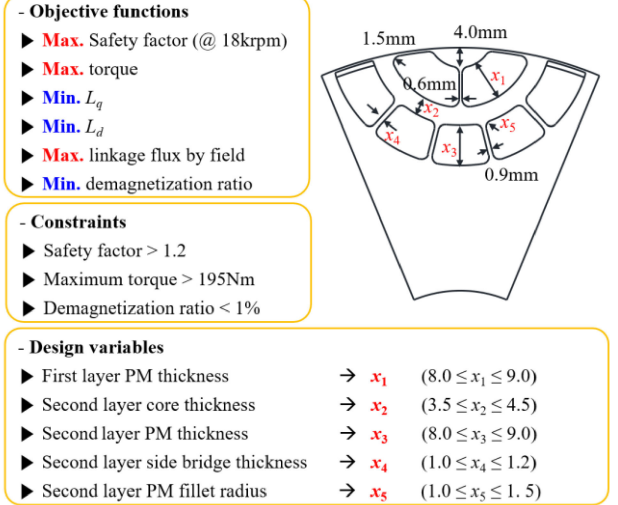 - Objective functions
▶ Max. Safety factor (@ 18krpm)
▶ Max. torque
▶ Min. Lq
▶ Min. Ld
▶ Max. linkage flux by field
▶ Min. demagnetization ratio
- Constraints
▶ Safety factor > 1.2
▶ Maximum torque > 195Nm
▶ Demagnetization ratio < 1%
1.5mm
4.0mm
0.6mm
x1
x2
x4
x3
x5
0.9mm
- Design variables
▶ First layer PM thickness → x1 (8.0 ≤ x1 ≤ 9.0)
▶ Second layer core thickness → x2 (3.5 ≤ x2 ≤ 4.5)
▶ Second layer PM thickness → x3 (8.0 ≤ x3 ≤ 9.0)
▶ Second layer side bridge thickness → x4 (1.0 ≤ x4 ≤ 1.2)
▶ Second layer PM fillet radius → x5 (1.0 ≤ x5 ≤ 1. 5)